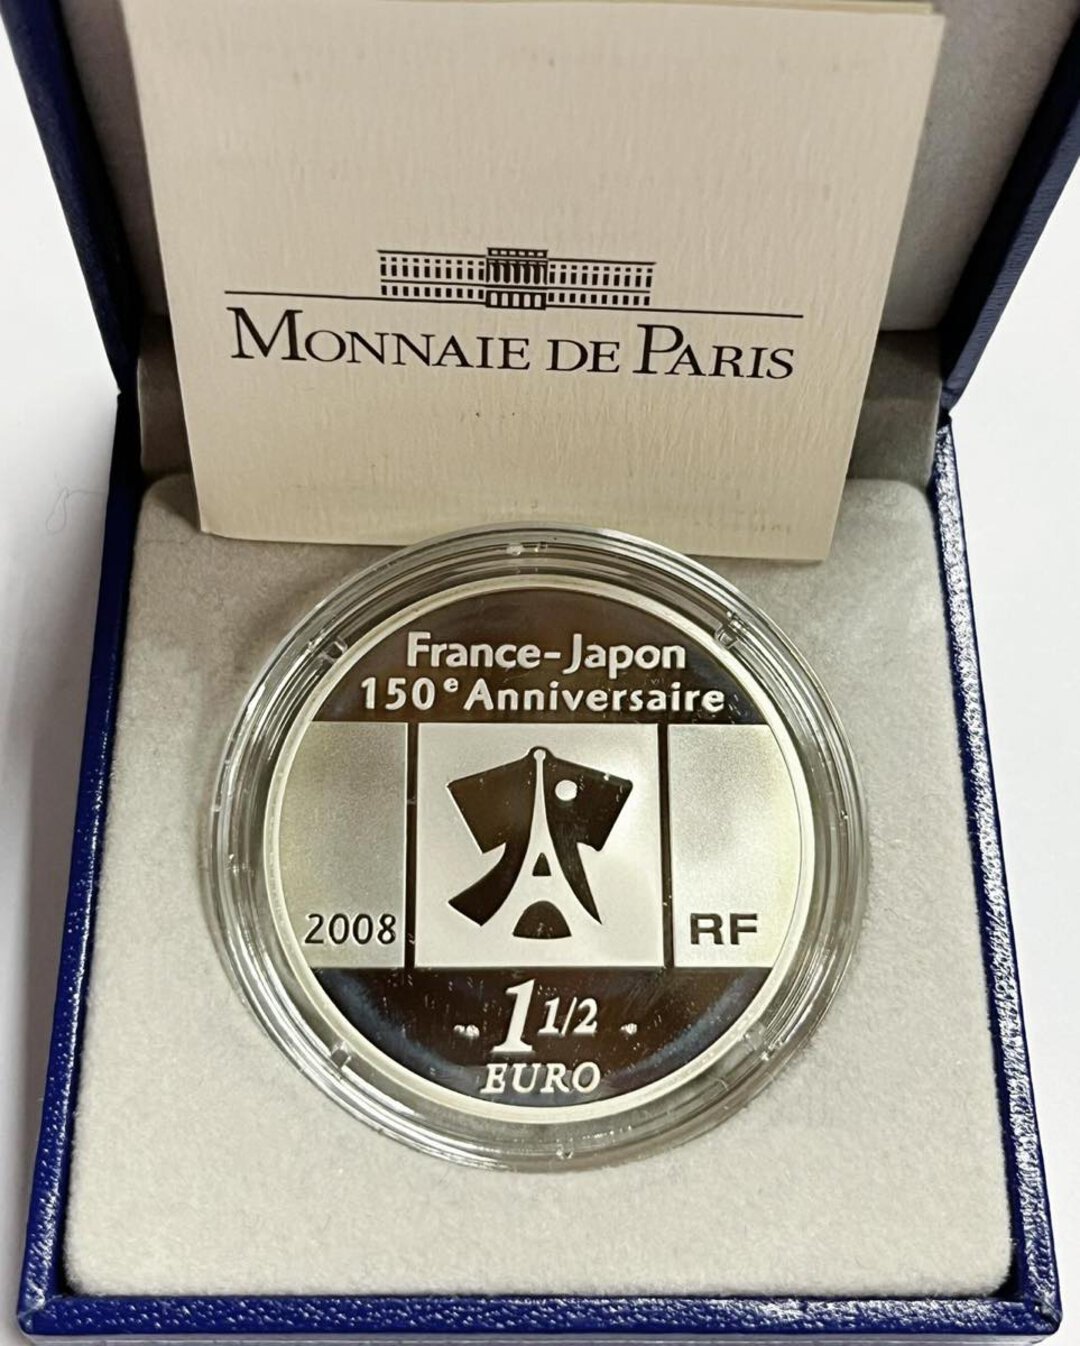 MONNAIE DE PARIS
France-Japon
150e Anniversaire
2008
RF
1 1/2
EURO